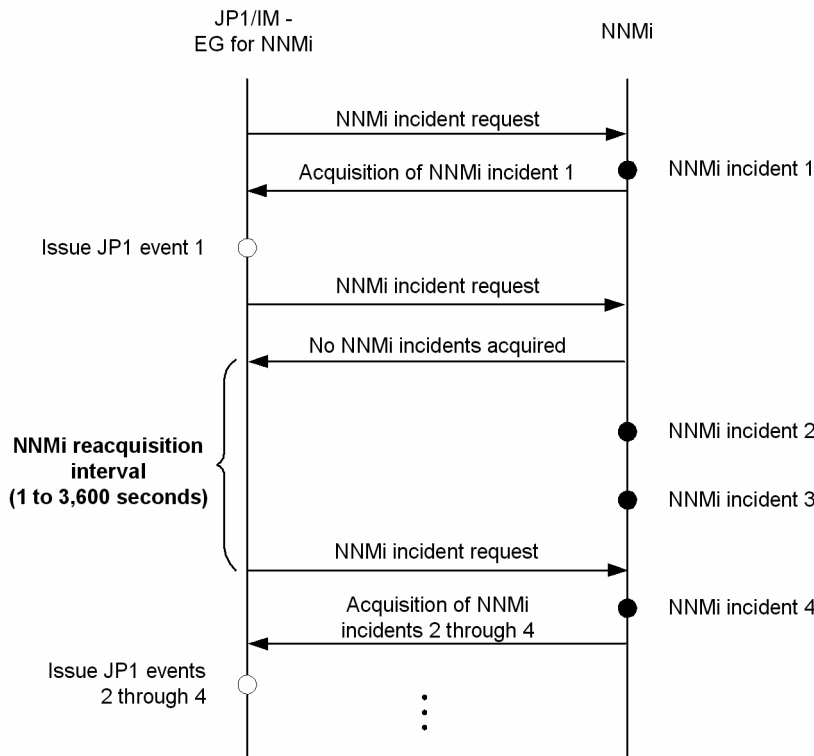 JP1/IM -
EG for NNMi
NNMi
NNMi incident request
NNMi incident 1
Acquisition of NNMi incident 1
Issue JP1 event 1
NNMi incident request
No NNMi incidents acquired
NNMi incident 2
NNMi reacquisition
interval
(1 to 3,600 seconds)
NNMi incident 3
NNMi incident request
NNMi incident 4
Acquisition of NNMi
incidents 2 through 4
Issue JP1 events
2 through 4